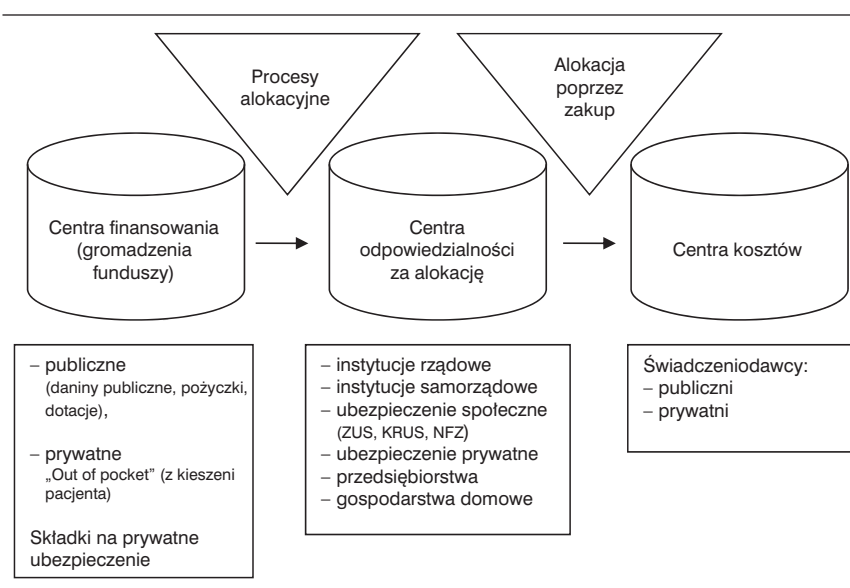 Procesy
alokacyjne
Alokacja
poprzez
zakup
Centra finansowania
(gromadzenia
funduszy)
Centra
odpowiedzialności
za alokację
Centra kosztów
– publiczne
(daniny publiczne, pożyczki,
dotacje),
– prywatne
„Out of pocket” (z kieszeni
pacjenta)
Składki na prywatne
ubezpieczenie
– instytucje rządowe
– instytucje samorządowe
– ubezpieczenie społeczne
(ZUS, KRUS, NFZ)
– ubezpieczenie prywatne
– przedsiębiorstwa
– gospodarstwa domowe
Świadczeniodawcy:
– publiczni
– prywatni